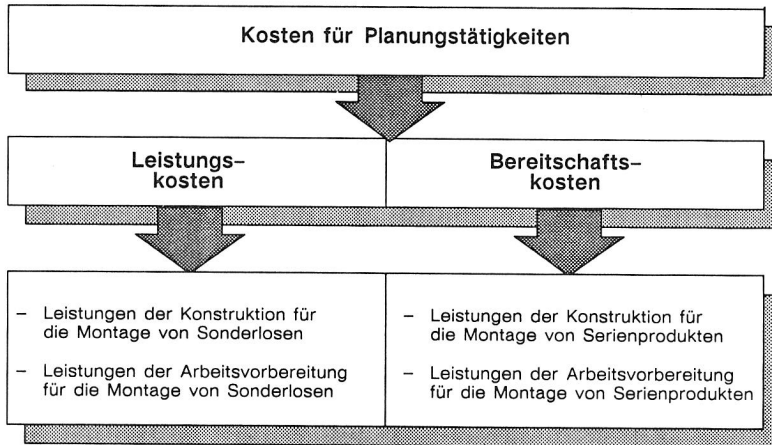 Kosten für Planungstätigkeiten
Leistungs-
kosten
Bereitschafts-
kosten
- Leistungen der Konstruktion für
die Montage von Sonderlosen
- Leistungen der Arbeitsvorbereitung
für die Montage von Sonderlosen
- Leistungen der Konstruktion für
die Montage von Serienprodukten
- Leistungen der Arbeitsvorbereitung
für die Montage von Serienprodukten